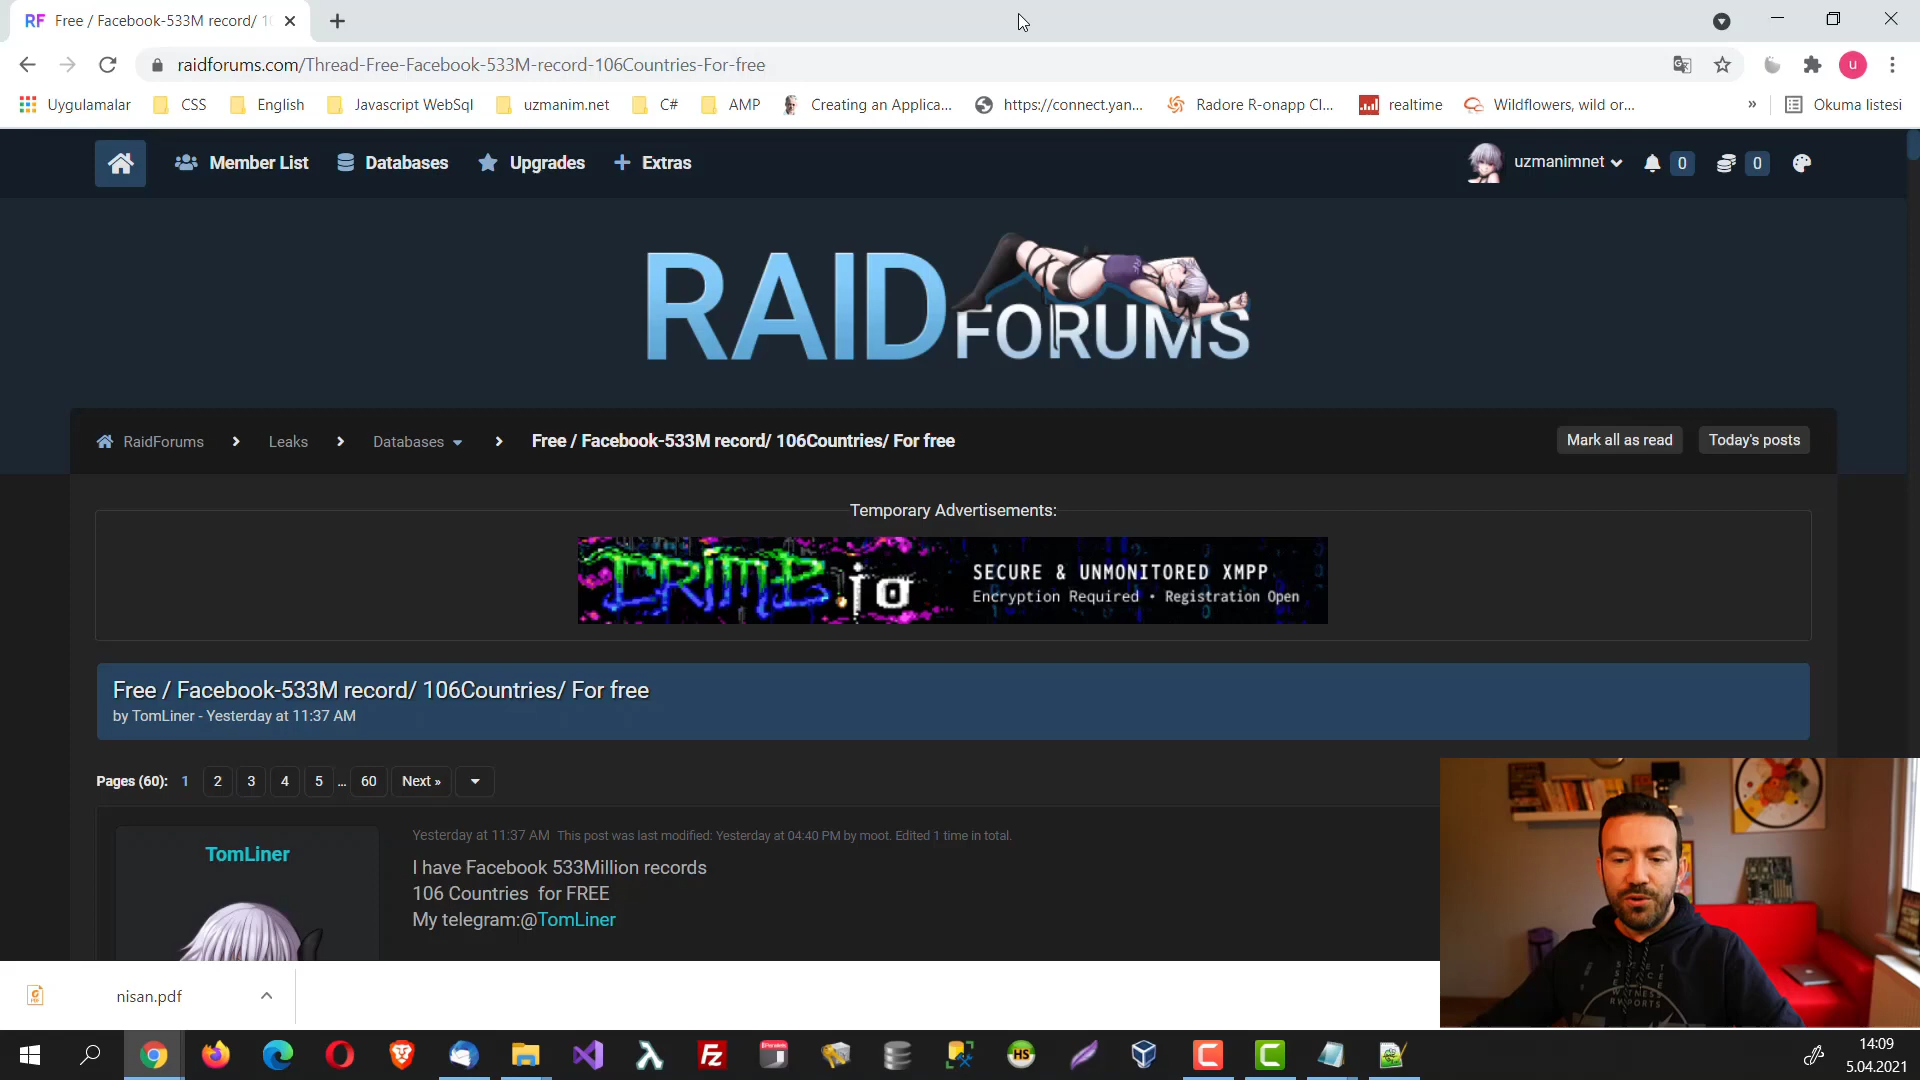 RF Free / Facebook-533M record/ 10
raidforums.com/Thread-Free-Facebook-533M-record-106Countries-For-free
u
Uygulamalar CSS English Javascript WebSql uzmanim.net C# AMP Creating an Applica... https://connect.yan... Radore R-onapp Cl... realtime Wildflowers, wild or... » Okuma listesi
Member List Databases Upgrades Extras uzmanimnet 0 0
RAID FORUMS
RaidForums Leaks Databases Free / Facebook-533M record/ 106Countries/ For free Mark all as read Today's posts
Temporary Advertisements:
CRIMB.io
SECURE & UNMONITORED XMPP
Encryption Required • Registration Open
Free / Facebook-533M record/ 106Countries/ For free
by TomLiner - Yesterday at 11:37 AM
Pages (60): 1 2 3 4 5 ... 60 Next »
TomLiner
Yesterday at 11:37 AM This post was last modified: Yesterday at 04:40 PM by moot. Edited 1 time in total.
I have Facebook 533Million records
106 Countries for FREE
My telegram:@TomLiner
nisan.pdf
HS
14:09
5.04.2021